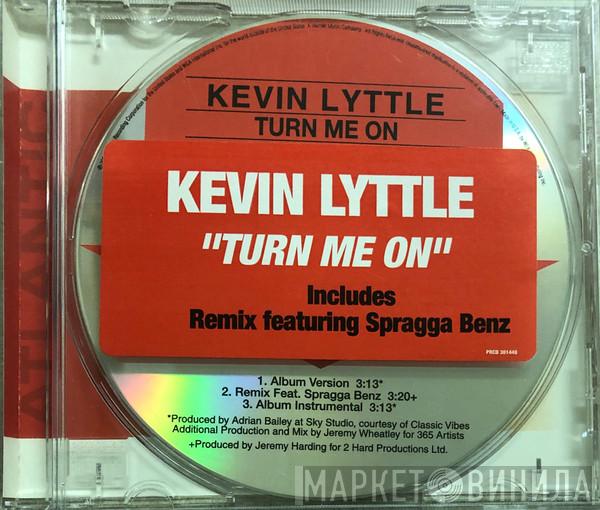 KEVIN LYTTLE
TURN ME ON
KEVIN LYTTLE
"TURN ME ON"
Includes
Remix featuring Spragga Benz
PRCD 301448
1. Album Version 3:13*
2. Remix Feat. Spragga Benz 3:20+
3. Album Instrumental 3:13*
*Produced by Adrian Bailey at Sky Studio, courtesy of Classic Vibes
Additional Production and Mix by Jeremy Wheatley for 365 Artists
+Produced by Jeremy Harding for 2 Hard Productions Ltd.
ATLANTIC
МАРКЕТ ВИНИЛА